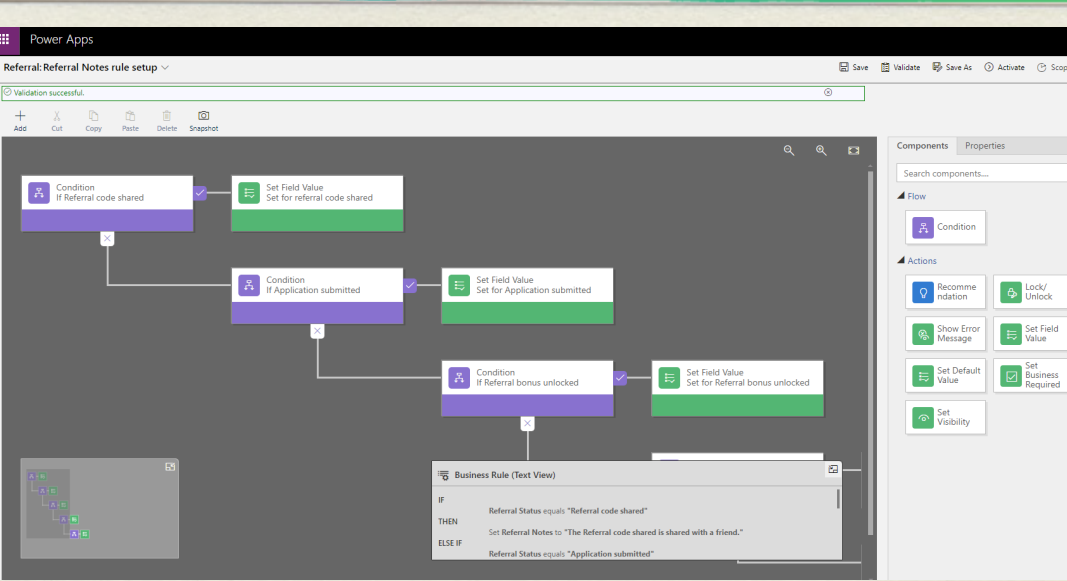 Power Apps
Referral: Referral Notes rule setup
Save
Validate
Save As
Activate
Scop
Validation successful.
Add
Cut
Copy
Paste
Delete
Snapshot
Components
Properties
Search components....
Flow
Condition
Actions
Recomme
ndation
Lock/
Unlock
Show Error
Message
Set Field
Value
Set Default
Value
Set
Business
Required
Set
Visibility
Condition
If Referral code shared
Set Field Value
Set for referral code shared
Condition
If Application submitted
Set Field Value
Set for Application submitted
Condition
If Referral bonus unlocked
Set Field Value
Set for Referral bonus unlocked
Business Rule (Text View)
IF
Referral Status equals "Referral code shared"
THEN
Set Referral Notes to "The Referral code shared is shared with a friend."
ELSE IF
Referral Status equals "Application submitted"